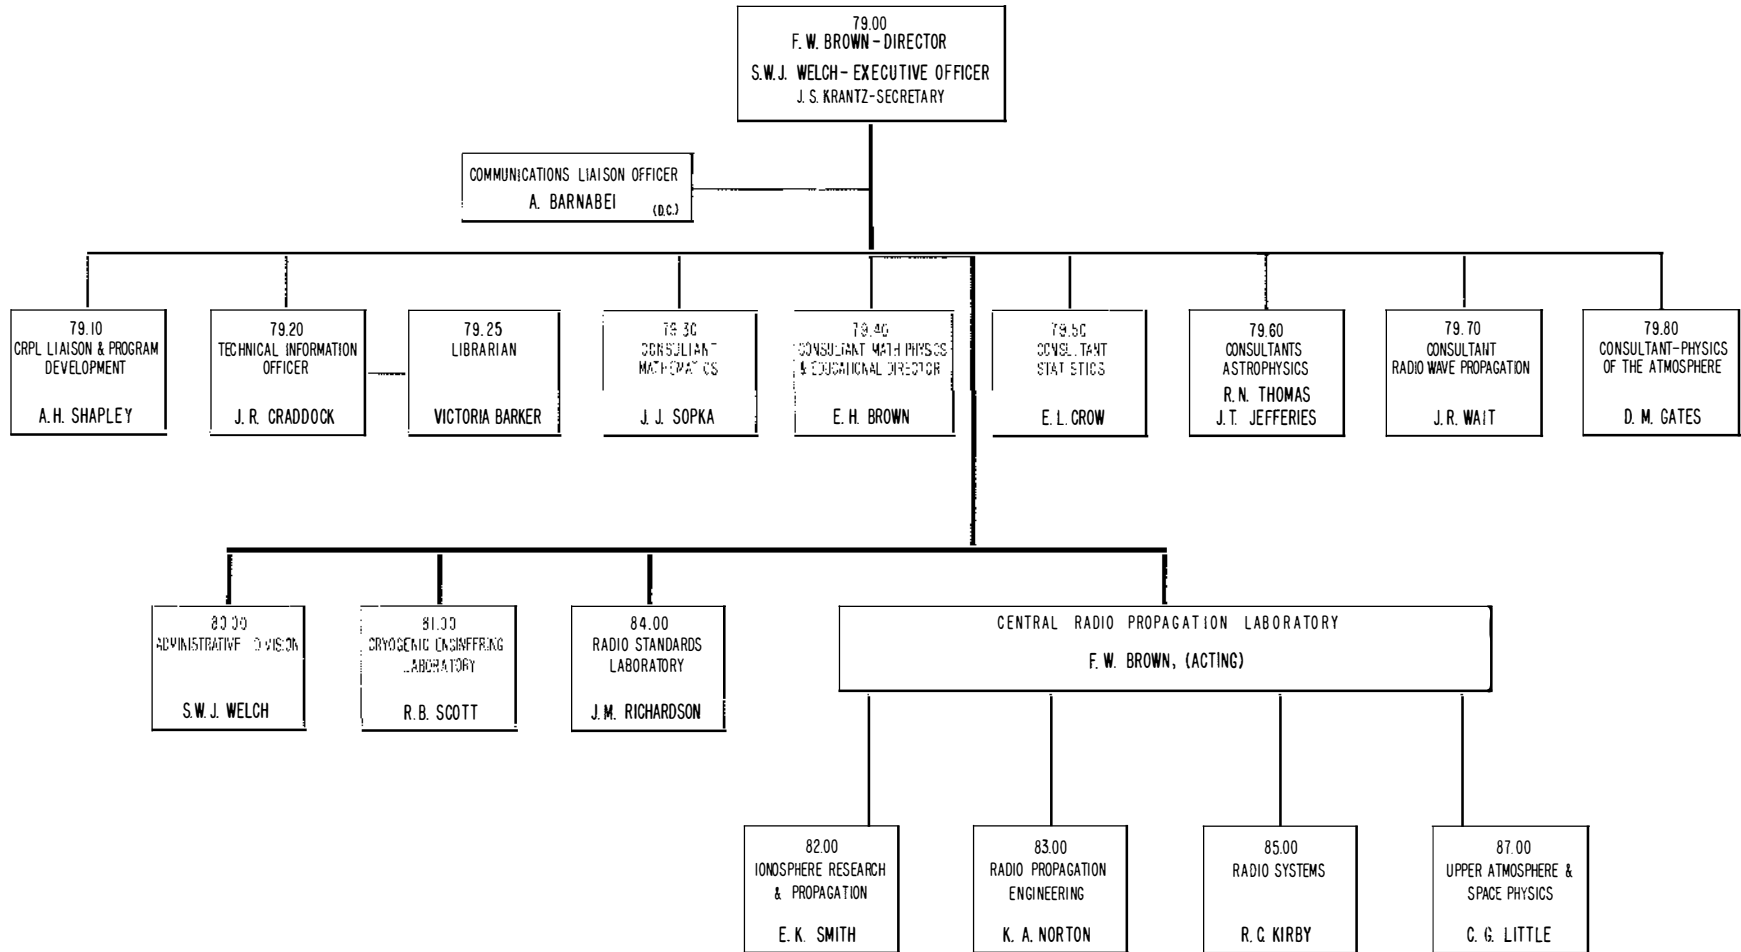 79.00
F. W. BROWN - DIRECTOR
S.W.J. WELCH - EXECUTIVE OFFICER
J. S. KRANTZ-SECRETARY
COMMUNICATIONS LIAISON OFFICER
A. BARNABEI
(D.C.)
79.10
CRPL LIAISON & PROGRAM
DEVELOPMENT
A.H. SHAPLEY
79.20
TECHNICAL INFORMATION
OFFICER
J. R. CRADDOCK
79.25
LIBRARIAN
VICTORIA BARKER
79.30
CONSULTANT
MATHEMATICS
J. J. SOPKA
79.40
CONSULTANT MATH PHYSICS
& EDUCATIONAL DIRECTOR
E. H. BROWN
79.50
CONSULTANT
STATISTICS
E. L. CROW
79.60
CONSULTANTS
ASTROPHYSICS
R. N. THOMAS
J. T. JEFFERIES
79.70
CONSULTANT
RADIO WAVE PROPAGATION
J. R. WAIT
79.80
CONSULTANT-PHYSICS
OF THE ATMOSPHERE
D. M. GATES
80.00
ADMINISTRATIVE DIVISION
S.W.J. WELCH
81.00
CRYOGENIC ENGINEERING
LABORATORY
R.B. SCOTT
84.00
RADIO STANDARDS
LABORATORY
J.M. RICHARDSON
CENTRAL RADIO PROPAGATION LABORATORY
F. W. BROWN, (ACTING)
82.00
IONOSPHERE RESEARCH
& PROPAGATION
E. K. SMITH
83.00
RADIO PROPAGATION
ENGINEERING
K. A. NORTON
85.00
RADIO SYSTEMS
R. C. KIRBY
87.00
UPPER ATMOSPHERE &
SPACE PHYSICS
C. G. LITTLE